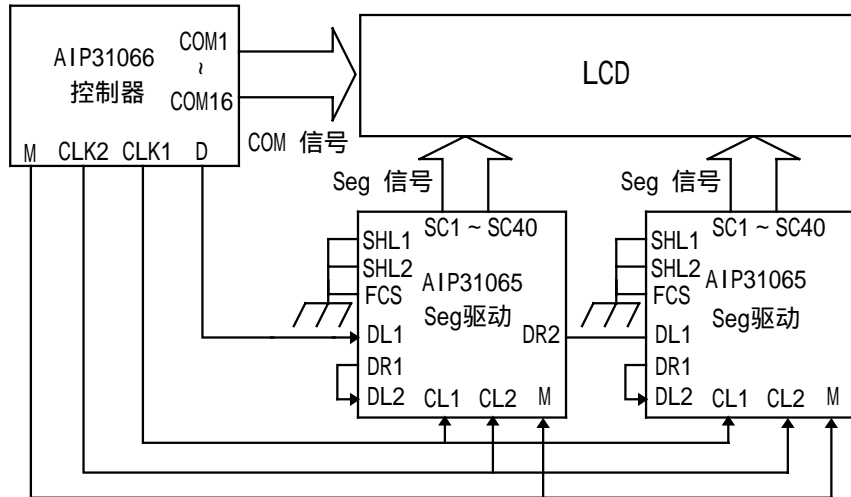 AIP31066
控制器
COM1
~
COM16
M CLK2 CLK1 D
COM 信号
LCD
Seg 信号
Seg 信号
SC1 ~ SC40
SHL1
SHL2
FCS
AIP31065
Seg驱动
DL1
DR2
DR1
DL2
CL1 CL2 M
SC1 ~ SC40
SHL1
SHL2
FCS
AIP31065
Seg驱动
DL1
DR1
DL2
CL1 CL2 M